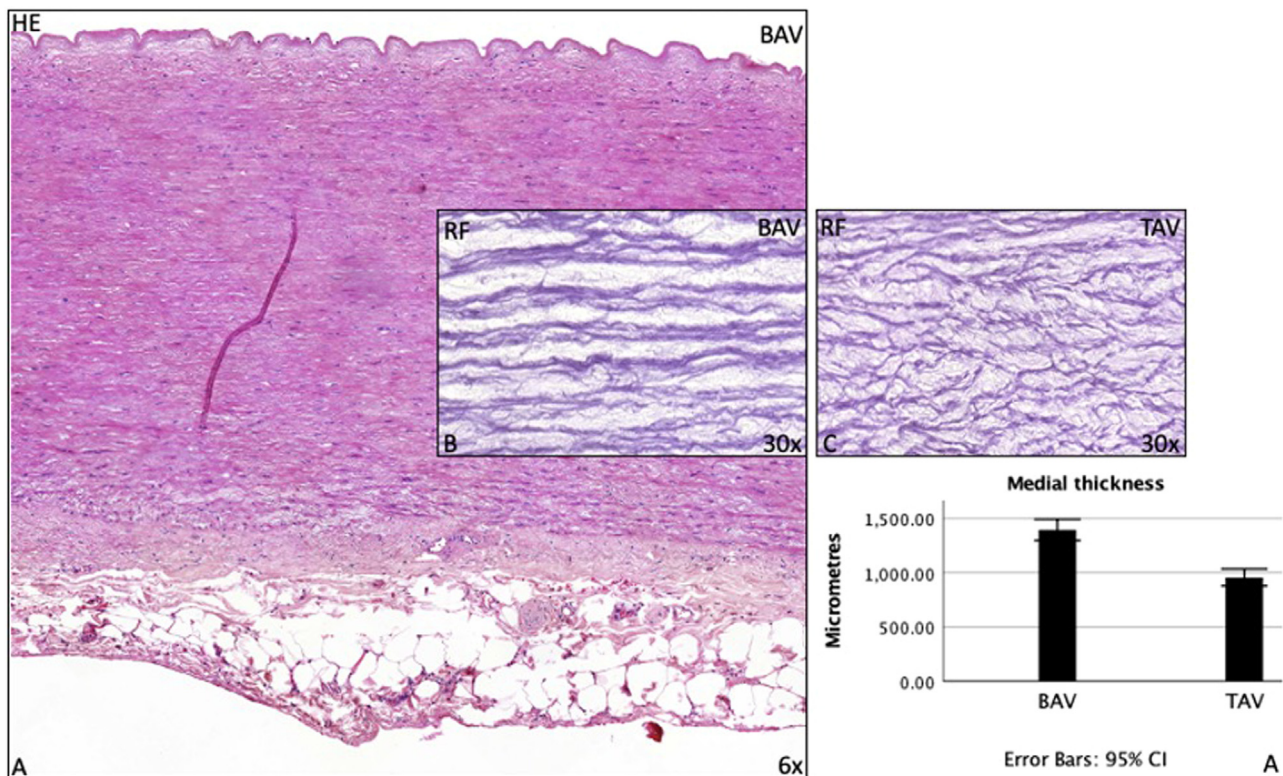 HE
BAV
RF
BAV
B
30x
A
6x
RF
TAV
C
30x
Medial thickness
Micrometres
1,500.00
1,000.00
500.00
0.00
BAV
TAV
Error Bars: 95% CI
A